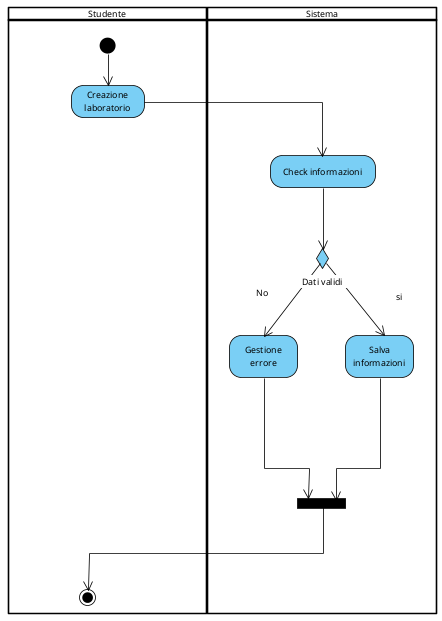 Studente
Sistema
Creazione
laboratorio
Check informazioni
Dati validi
No
si
Gestione
errore
Salva
informazioni